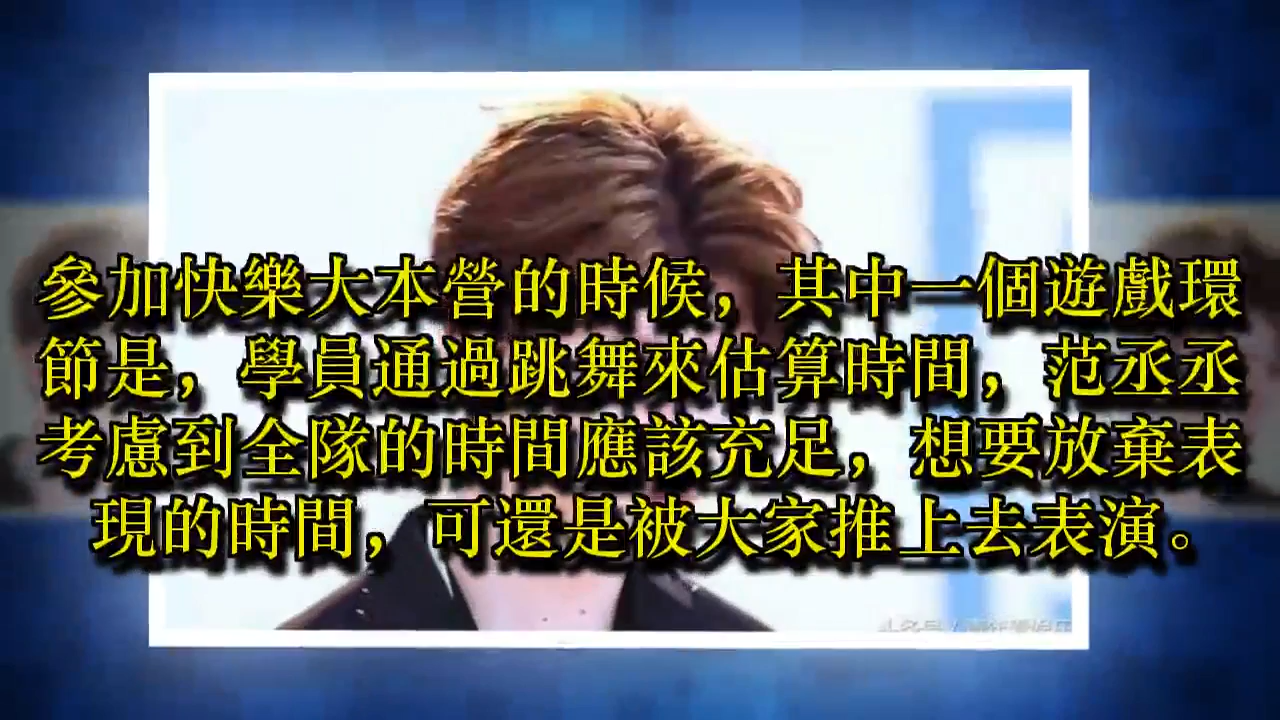 參加快樂大本營的時候，其中一個遊戲環
節是，學員通過跳舞來估算時間，范丞丞
考慮到全隊的時間應該充足，想要放棄表
現的時間，可還是被大家推上去表演。